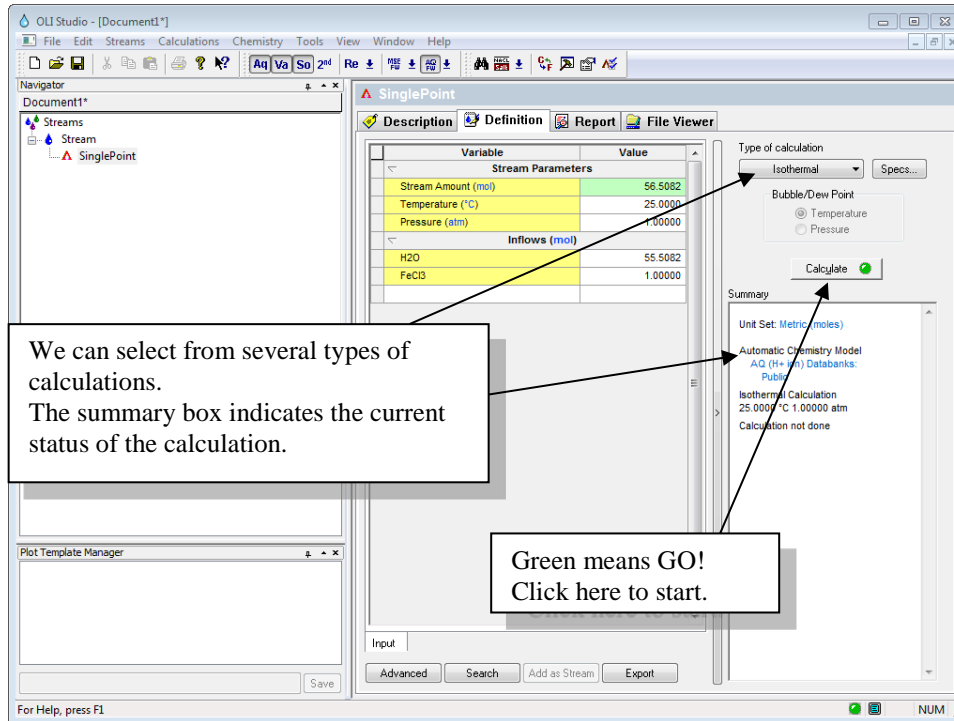 OLI Studio - [Document1*]
File Edit Streams Calculations Chemistry Tools View Window Help
Aq Va So 2nd Re MSE FW AQ FW
Navigator
Document1*
Streams
Stream
SinglePoint
SinglePoint
Description Definition Report File Viewer
Variable Value
Stream Parameters
Stream Amount (mol) 56.5082
Temperature (°C) 25.0000
Pressure (atm) 1.00000
Inflows (mol)
H2O 55.5082
FeCl3 1.00000
Type of calculation
Isothermal Specs...
Bubble/Dew Point
Temperature
Pressure
Calculate
Summary
Unit Set: Metric (moles)
Automatic Chemistry Model
AQ (H+ ion) Databanks:
Public
Isothermal Calculation
25.0000 °C 1.00000 atm
Calculation not done
We can select from several types of
calculations.
The summary box indicates the current
status of the calculation.
Green means GO!
Click here to start.
Plot Template Manager
Save
Input
Advanced Search Add as Stream Export
For Help, press F1
NUM